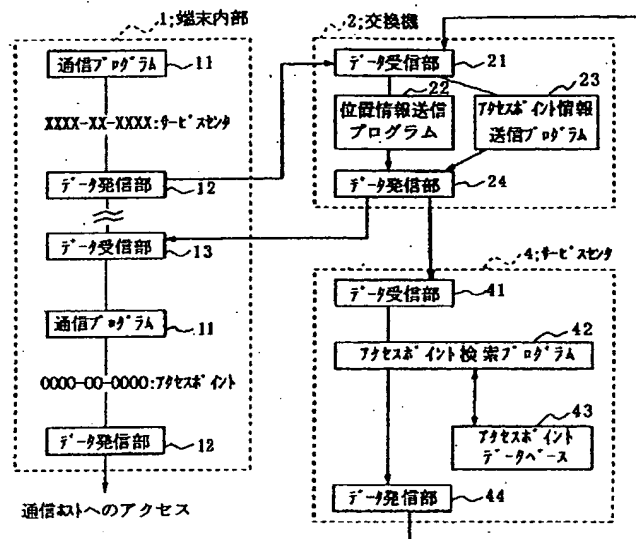 1;端末内部
通信プログラム
11
XXXX-XX-XXXX:サービスセンタ
データ発信部
12
データ受信部
13
通信プログラム
11
0000-00-0000:アクセスポイント
データ発信部
12
通信ホストへのアクセス
2;交換機
データ受信部
21
22
23
位置情報送信
プログラム
アクセスポイント情報
送信プログラム
データ発信部
24
4;サービスセンタ
データ受信部
41
42
アクセスポイント検索プログラム
43
アクセスポイント
データベース
データ発信部
44